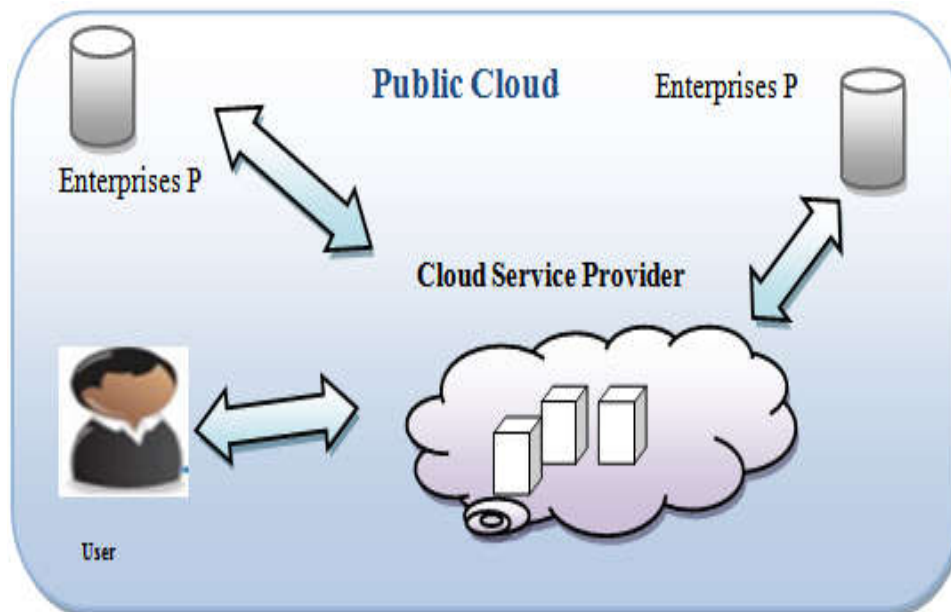 Public Cloud
Enterprises P
Enterprises P
Cloud Service Provider
User